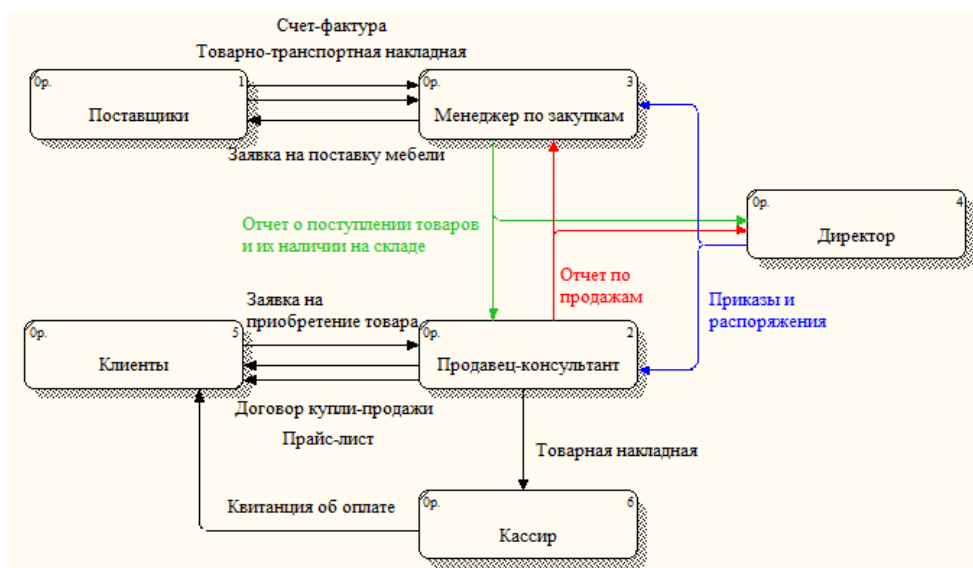 Счет-фактура
Товарно-транспортная накладная
0р.
1
Поставщики
0р.
3
Менеджер по закупкам
Заявка на поставку мебели
0р.
4
Директор
Отчет о поступлении товаров
и их наличии на складе
Отчет по
продажам
Приказы и
распоряжения
Заявка на
приобретение товара
0р.
5
Клиенты
0р.
2
Продавец-консультант
Договор купли-продажи
Прайс-лист
Товарная накладная
Квитанция об оплате
0р.
6
Кассир